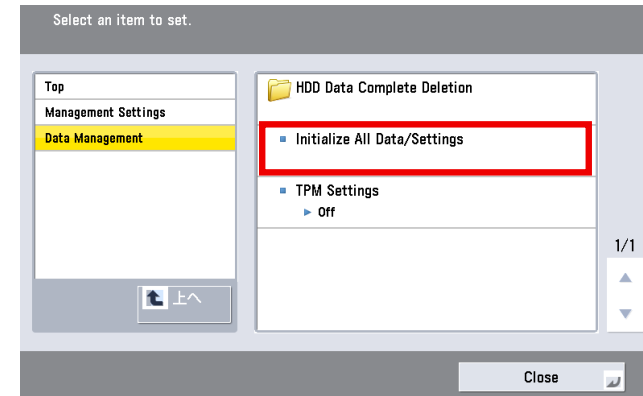 Select an item to set.
Top
Management Settings
Data Management
上へ
HDD Data Complete Deletion
Initialize All Data/Settings
TPM Settings
Off
1/1
Close